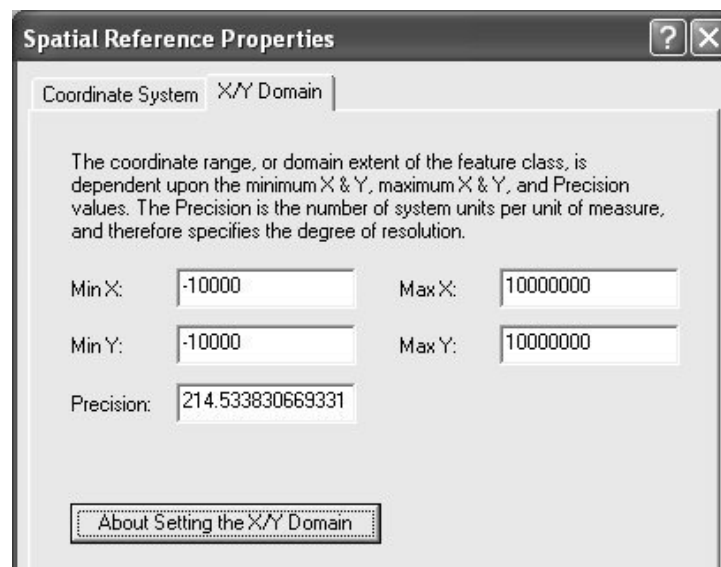 Spatial Reference Properties
Coordinate System X/Y Domain
The coordinate range, or domain extent of the feature class, is
dependent upon the minimum X & Y, maximum X & Y, and Precision
values. The Precision is the number of system units per unit of measure,
and therefore specifies the degree of resolution.
Min X: -10000 Max X: 10000000
Min Y: -10000 Max Y: 10000000
Precision: 214.533830669331
About Setting the X/Y Domain